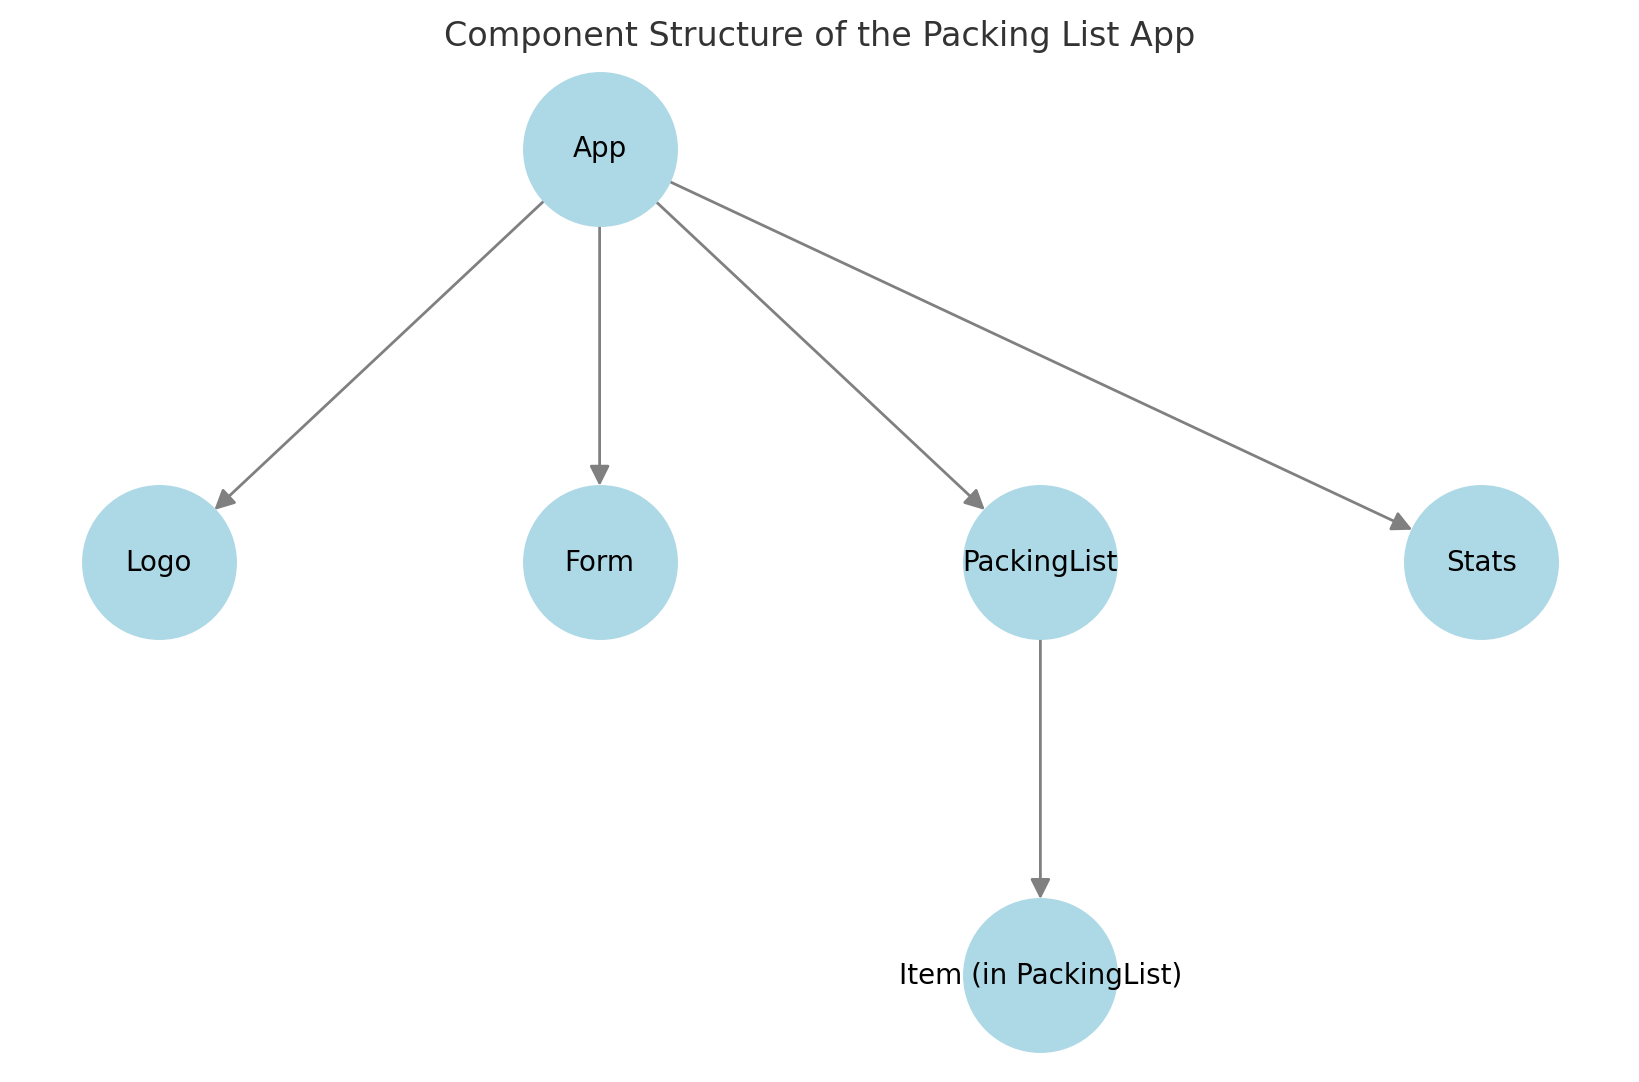 Component Structure of the Packing List App
App
Logo
Form
PackingList
Stats
Item (in PackingList)